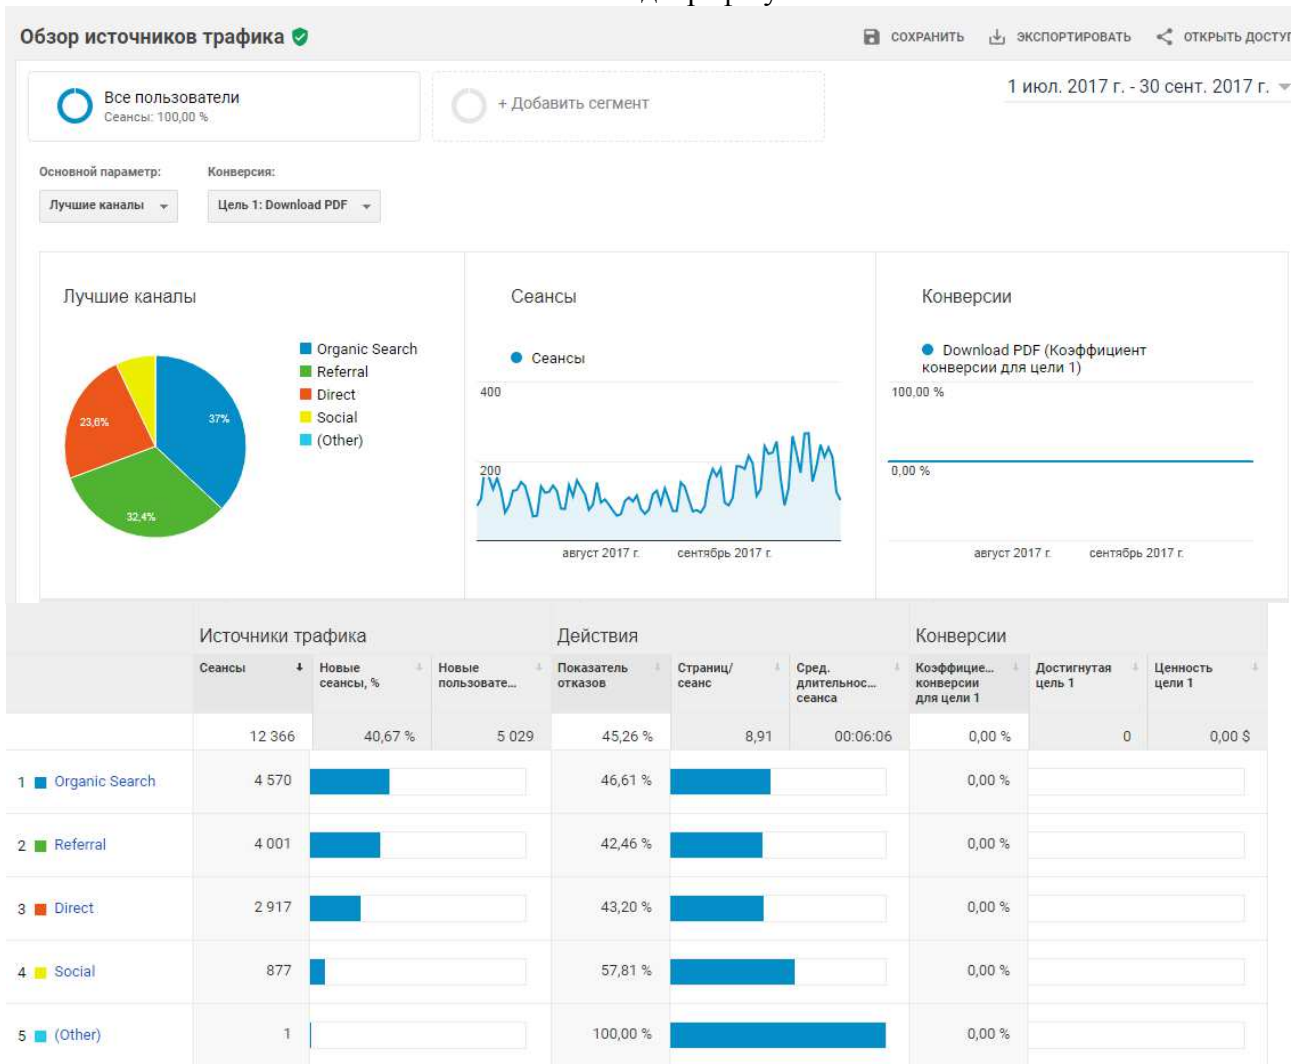 Обзор источников трафика
СОХРАНИТЬ ЭКСПОРТИРОВАТЬ ОТКРЫТЬ ДОСТУП
Все пользователи
Сеансы: 100,00 %
+ Добавить сегмент
1 июл. 2017 г. - 30 сент. 2017 г.
Основной параметр: Конверсия:
Лучшие каналы Цель 1: Download PDF
Лучшие каналы
Organic Search
Referral
Direct
Social
(Other)
37%
23,6%
32,4%
Сеансы
Сеансы
400
200
август 2017 г. сентябрь 2017 г.
Конверсии
Download PDF (Коэффициент
конверсии для цели 1)
100,00 %
0,00 %
август 2017 г. сентябрь 2017 г.
Источники трафика Действия Конверсии
Сеансы
Новые
сеансы, %
Новые
пользовате...
Показатель
отказов
Страниц/
сеанс
Сред.
длительнос...
сеанса
Коэффицие...
конверсии
для цели 1
Достигнутая
цель 1
Ценность
цели 1
12 366 40,67 % 5 029 45,26 % 8,91 00:06:06 0,00 % 0 0,00 $
1 Organic Search 4 570 46,61 % 0,00 %
2 Referral 4 001 42,46 % 0,00 %
3 Direct 2 917 43,20 % 0,00 %
4 Social 877 57,81 % 0,00 %
5 (Other) 1 100,00 % 0,00 %